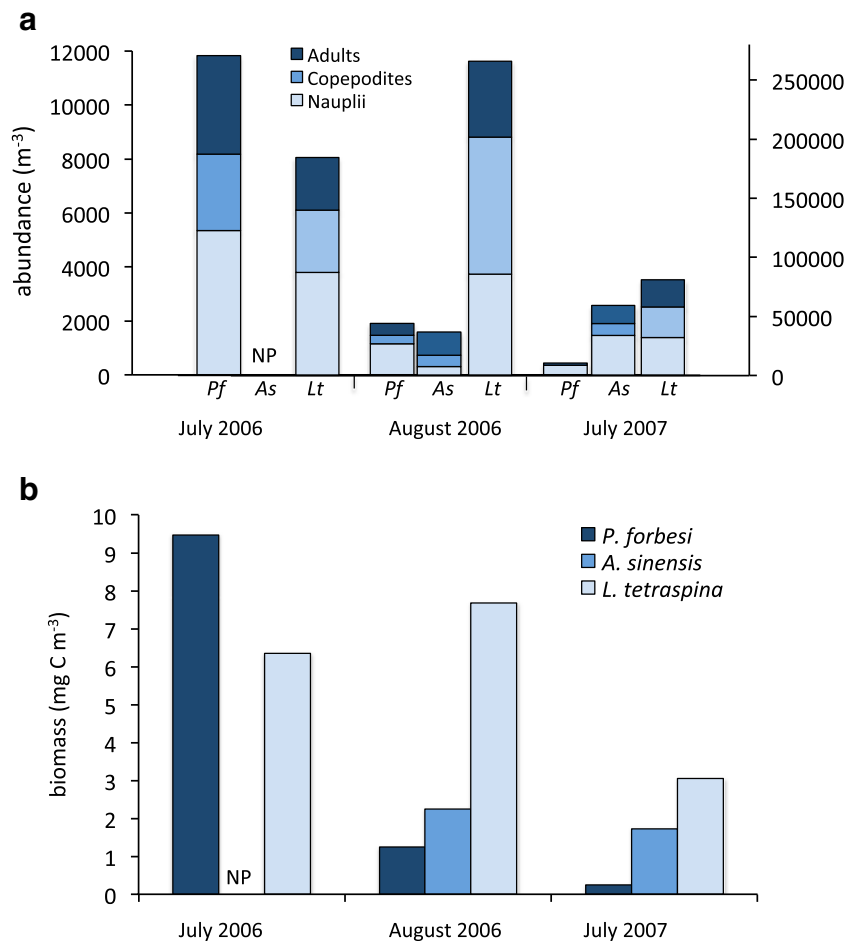 a
Adults
Copepodites
Nauplii
abundance (m⁻³)
12000
10000
8000
6000
4000
2000
0
250000
200000
150000
100000
50000
0
NP
Pf As Lt Pf As Lt Pf As Lt
July 2006 August 2006 July 2007
b
P. forbesi
A. sinensis
L. tetraspina
biomass (mg C m⁻³)
10
9
8
7
6
5
4
3
2
1
0
NP
July 2006 August 2006 July 2007